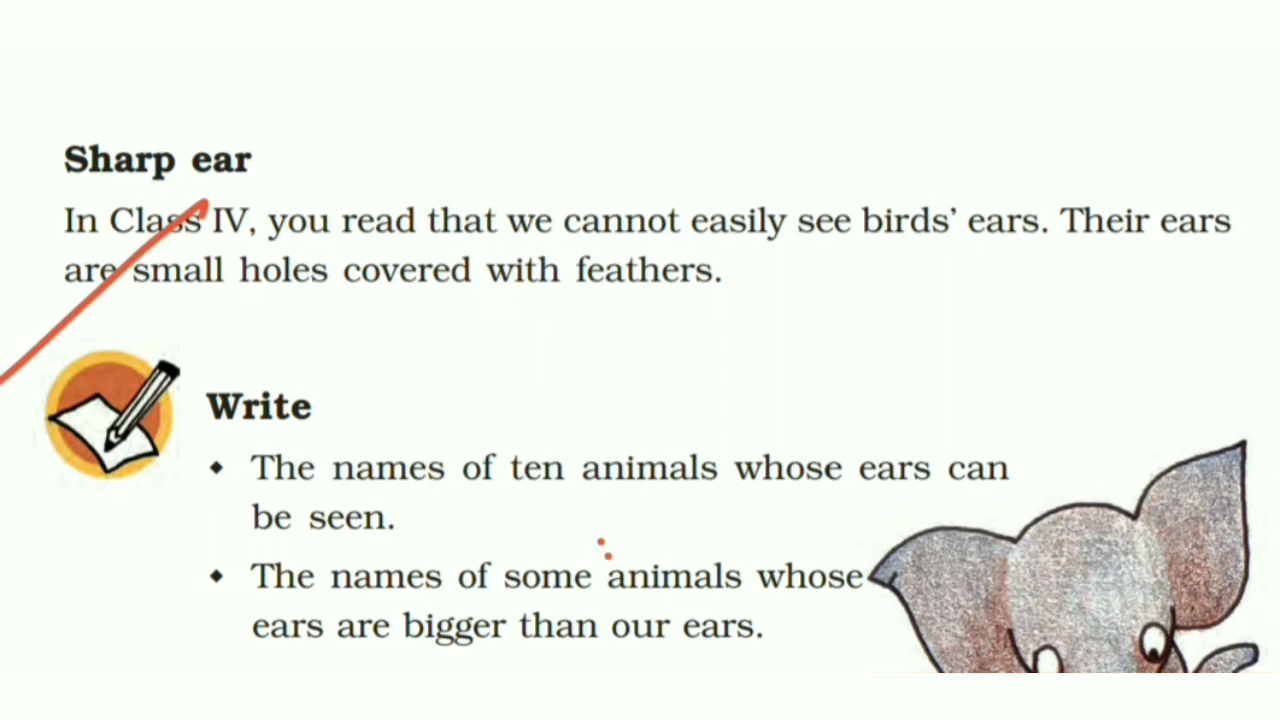 Sharp ear
In Class IV, you read that we cannot easily see birds’ ears. Their ears
are small holes covered with feathers.
Write
◆ The names of ten animals whose ears can
be seen.
◆ The names of some animals whose
ears are bigger than our ears.